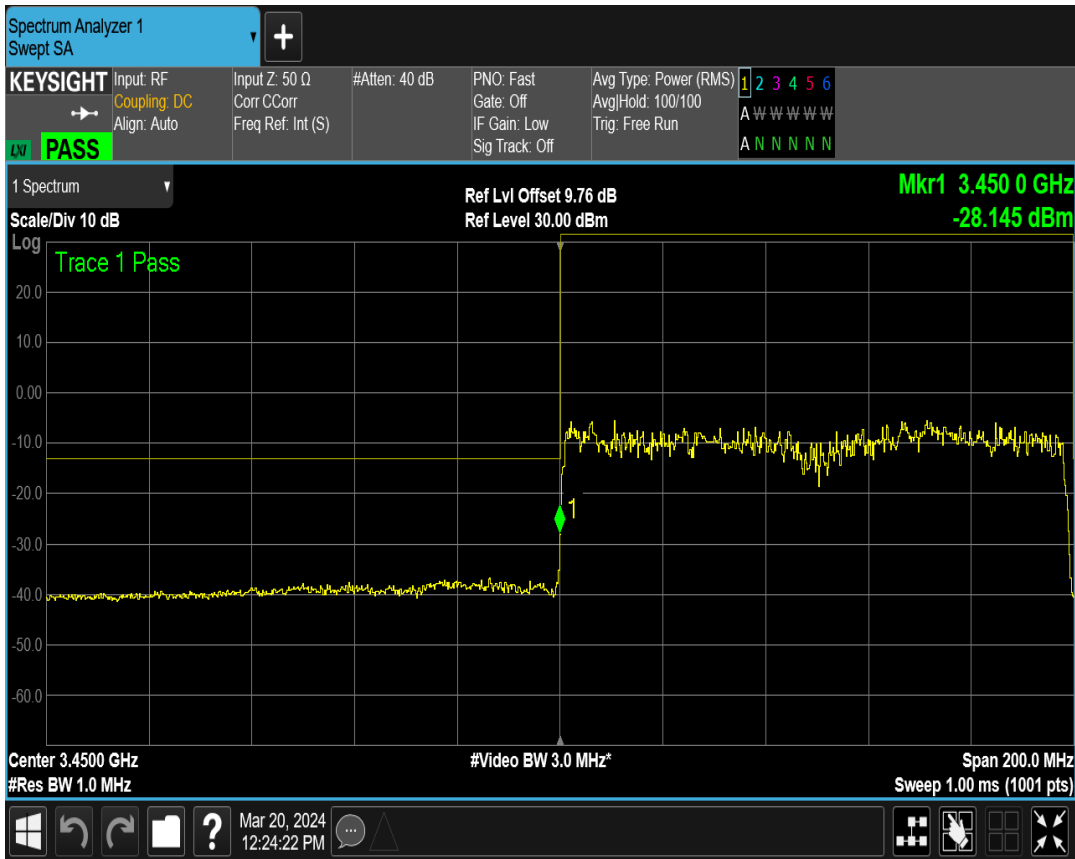 Spectrum Analyzer 1
Swept SA
+
KEYSIGHT
LXI PASS
Input: RF
Coupling: DC
Align: Auto
Input Z: 50 Ω
Corr CCorr
Freq Ref: Int (S)
#Atten: 40 dB
PNO: Fast
Gate: Off
IF Gain: Low
Sig Track: Off
Avg Type: Power (RMS)
Avg|Hold: 100/100
Trig: Free Run
1 2 3 4 5 6
A W W W W W
A N N N N N
1 Spectrum
Scale/Div 10 dB
Ref Lvl Offset 9.76 dB
Ref Level 30.00 dBm
Mkr1 3.450 0 GHz
-28.145 dBm
Log
Trace 1 Pass
20.0
10.0
0.00
-10.0
-20.0
1
-30.0
-40.0
-50.0
-60.0
Center 3.4500 GHz
#Res BW 1.0 MHz
#Video BW 3.0 MHz*
Span 200.0 MHz
Sweep 1.00 ms (1001 pts)
?
Mar 20, 2024
12:24:22 PM